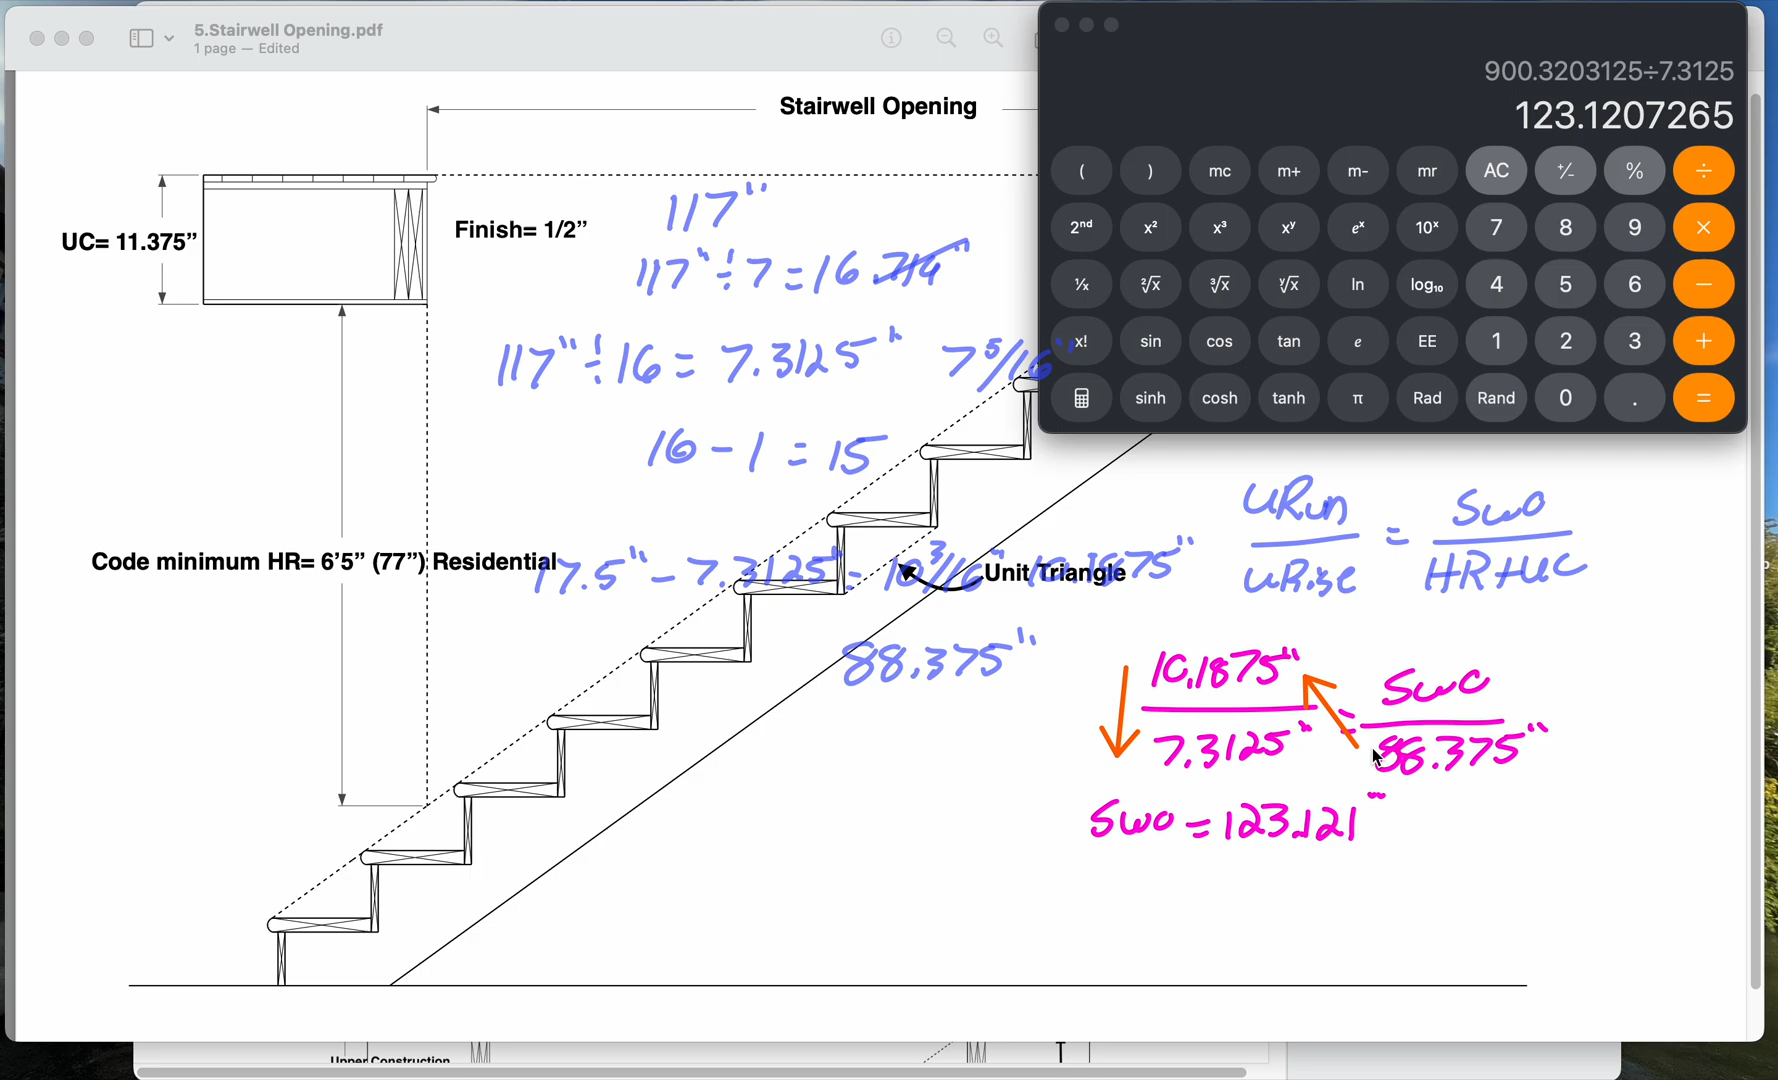 5.Stairwell Opening.pdf
1 page — Edited
900.3203125÷7.3125
123.1207265
( ) mc m+ m- mr AC +/- % ÷
2ⁿᵈ x² x³ xʸ eˣ 10ˣ 7 8 9 ×
¹/x ²√x ³√x ʸ√x ln log₁₀ 4 5 6 −
x! sin cos tan e EE 1 2 3 +
sinh cosh tanh π Rad Rand 0 . =
Stairwell Opening
UC= 11.375”
Finish= 1/2”
117"
117" ÷ 7 = 16.714"
117" ÷ 16 = 7.3125" 7 5/16"
16 - 1 = 15
Code minimum HR= 6’5” (77”) Residential
17.5" - 7.3125" = 10 3/16" 10.1875"
Unit Triangle
88.375"
URun = SWO
URise HR+UC
10.1875" = SWO
7.3125" 88.375"
SWO = 123.121"
Upper Construction